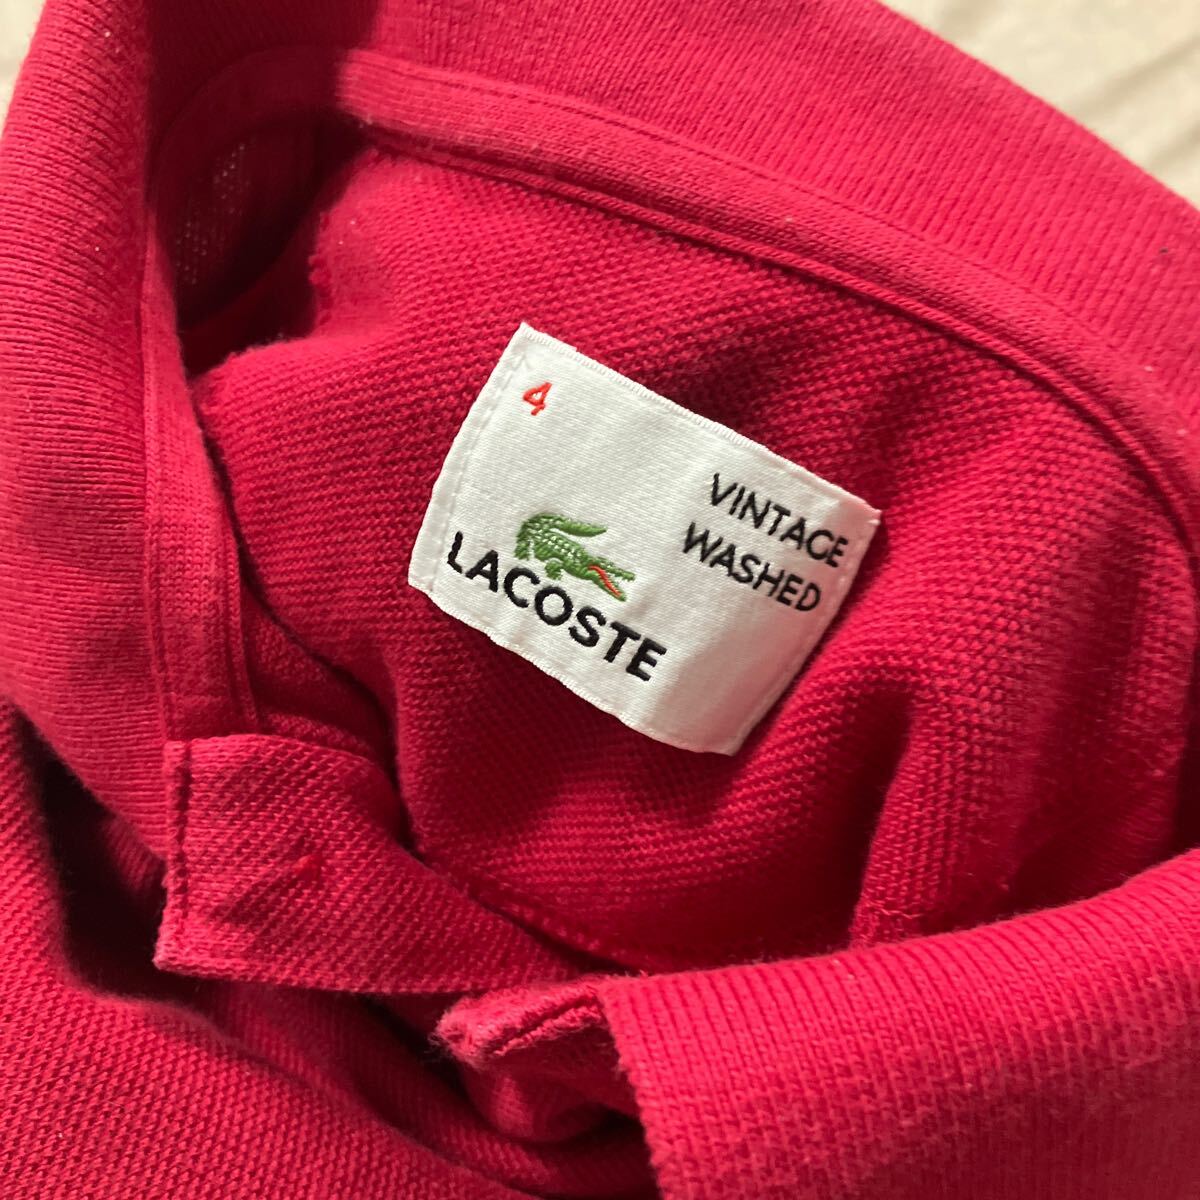 4
VINTAGE
WASHED
LACOSTE